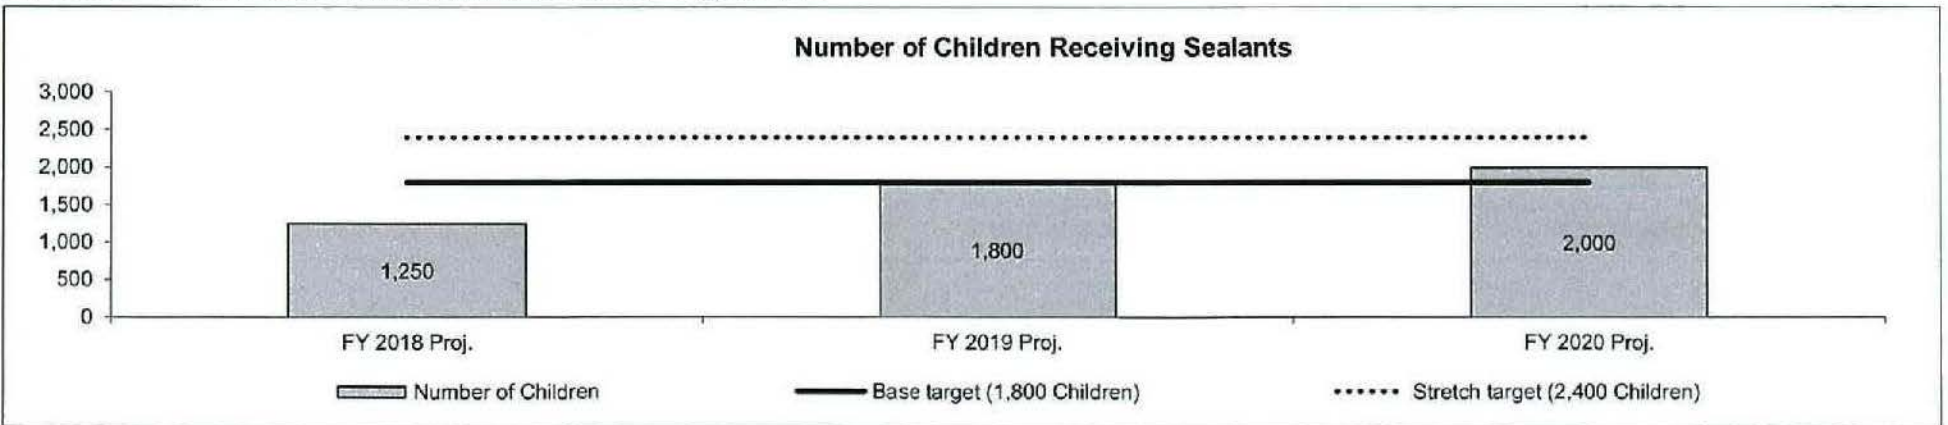 Number of Children Receiving Sealants
3,000
2,500
2,000
1,500
1,000
500
0
1,250
1,800
2,000
FY 2018 Proj.
FY 2019 Proj.
FY 2020 Proj.
Number of Children
Base target (1,800 Children)
Stretch target (2,400 Children)